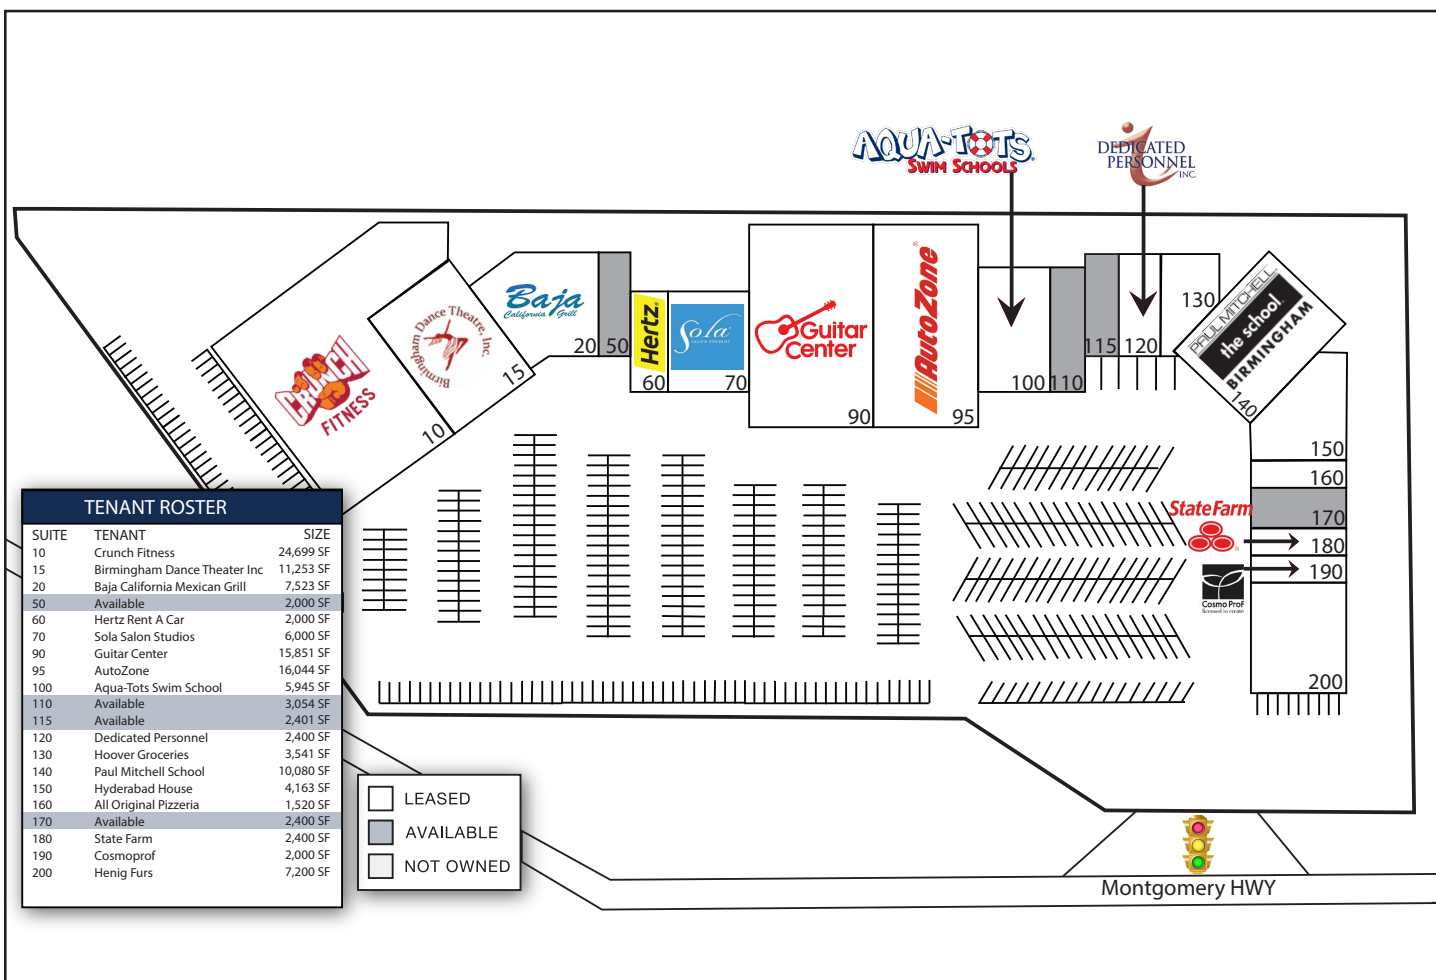 AQUA-TOTS
SWIM SCHOOLS
DEDICATED
PERSONNEL
INC.
Baja
California Grill
20
50
Hertz
60
Sola
SALON STUDIOS
70
Guitar
Center
90
AutoZone
95
100
110
115
120
130
PAUL MITCHELL
the school
BIRMINGHAM
140
Birmingham Dance Theatre, Inc.
15
CRUNCH
FITNESS
10
150
160
170
State Farm
180
190
Cosmo Prof
licensed to create
200
TENANT ROSTER
SUITE TENANT SIZE
10 Crunch Fitness 24,699 SF
15 Birmingham Dance Theater Inc 11,253 SF
20 Baja California Mexican Grill 7,523 SF
50 Available 2,000 SF
60 Hertz Rent A Car 2,000 SF
70 Sola Salon Studios 6,000 SF
90 Guitar Center 15,851 SF
95 AutoZone 16,044 SF
100 Aqua-Tots Swim School 5,945 SF
110 Available 3,054 SF
115 Available 2,401 SF
120 Dedicated Personnel 2,400 SF
130 Hoover Groceries 3,541 SF
140 Paul Mitchell School 10,080 SF
150 Hyderabad House 4,163 SF
160 All Original Pizzeria 1,520 SF
170 Available 2,400 SF
180 State Farm 2,400 SF
190 Cosmoprof 2,000 SF
200 Henig Furs 7,200 SF
LEASED
AVAILABLE
NOT OWNED
Montgomery HWY